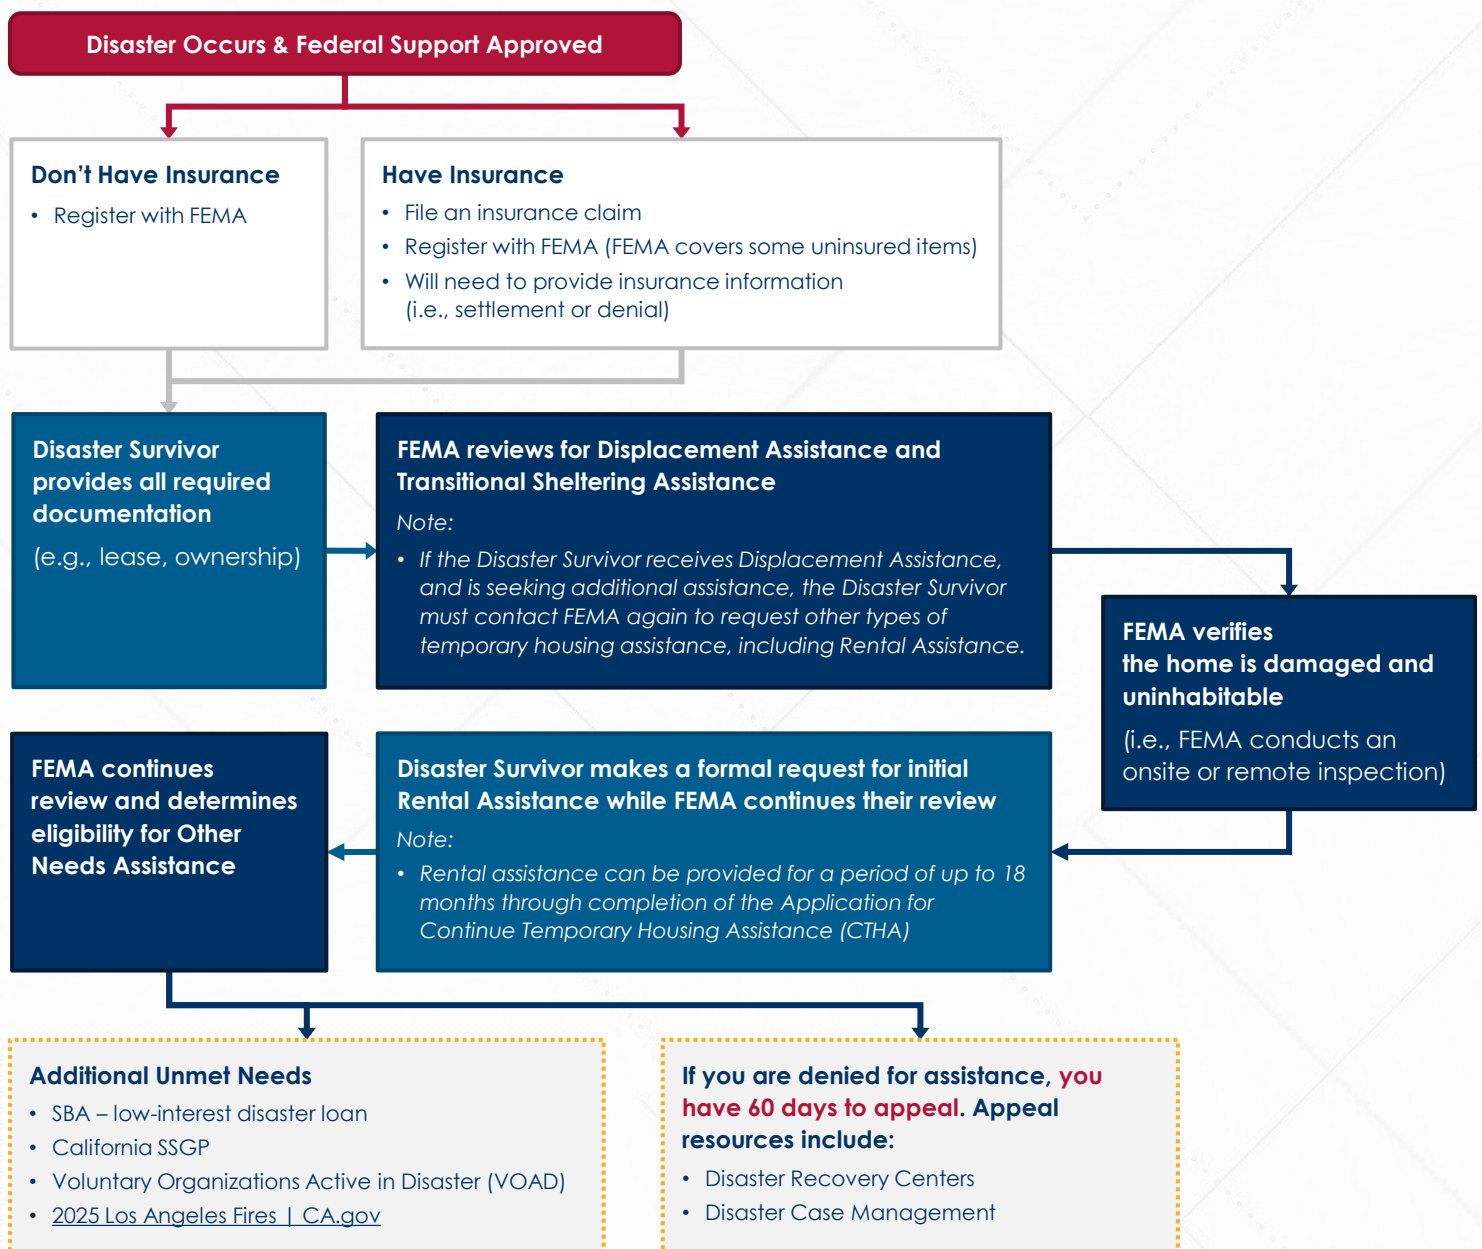 Disaster Occurs & Federal Support Approved
Don't Have Insurance
• Register with FEMA
Have Insurance
• File an insurance claim
• Register with FEMA (FEMA covers some uninsured items)
• Will need to provide insurance information
(i.e., settlement or denial)
Disaster Survivor
provides all required
documentation
(e.g., lease, ownership)
FEMA reviews for Displacement Assistance and
Transitional Sheltering Assistance
Note:
• If the Disaster Survivor receives Displacement Assistance,
and is seeking additional assistance, the Disaster Survivor
must contact FEMA again to request other types of
temporary housing assistance, including Rental Assistance.
FEMA verifies
the home is damaged and
uninhabitable
(i.e., FEMA conducts an
onsite or remote inspection)
Disaster Survivor makes a formal request for initial
Rental Assistance while FEMA continues their review
Note:
• Rental assistance can be provided for a period of up to 18
months through completion of the Application for
Continue Temporary Housing Assistance (CTHA)
FEMA continues
review and determines
eligibility for Other
Needs Assistance
Additional Unmet Needs
• SBA – low-interest disaster loan
• California SSGP
• Voluntary Organizations Active in Disaster (VOAD)
• 2025 Los Angeles Fires | CA.gov
If you are denied for assistance, you
have 60 days to appeal. Appeal
resources include:
• Disaster Recovery Centers
• Disaster Case Management